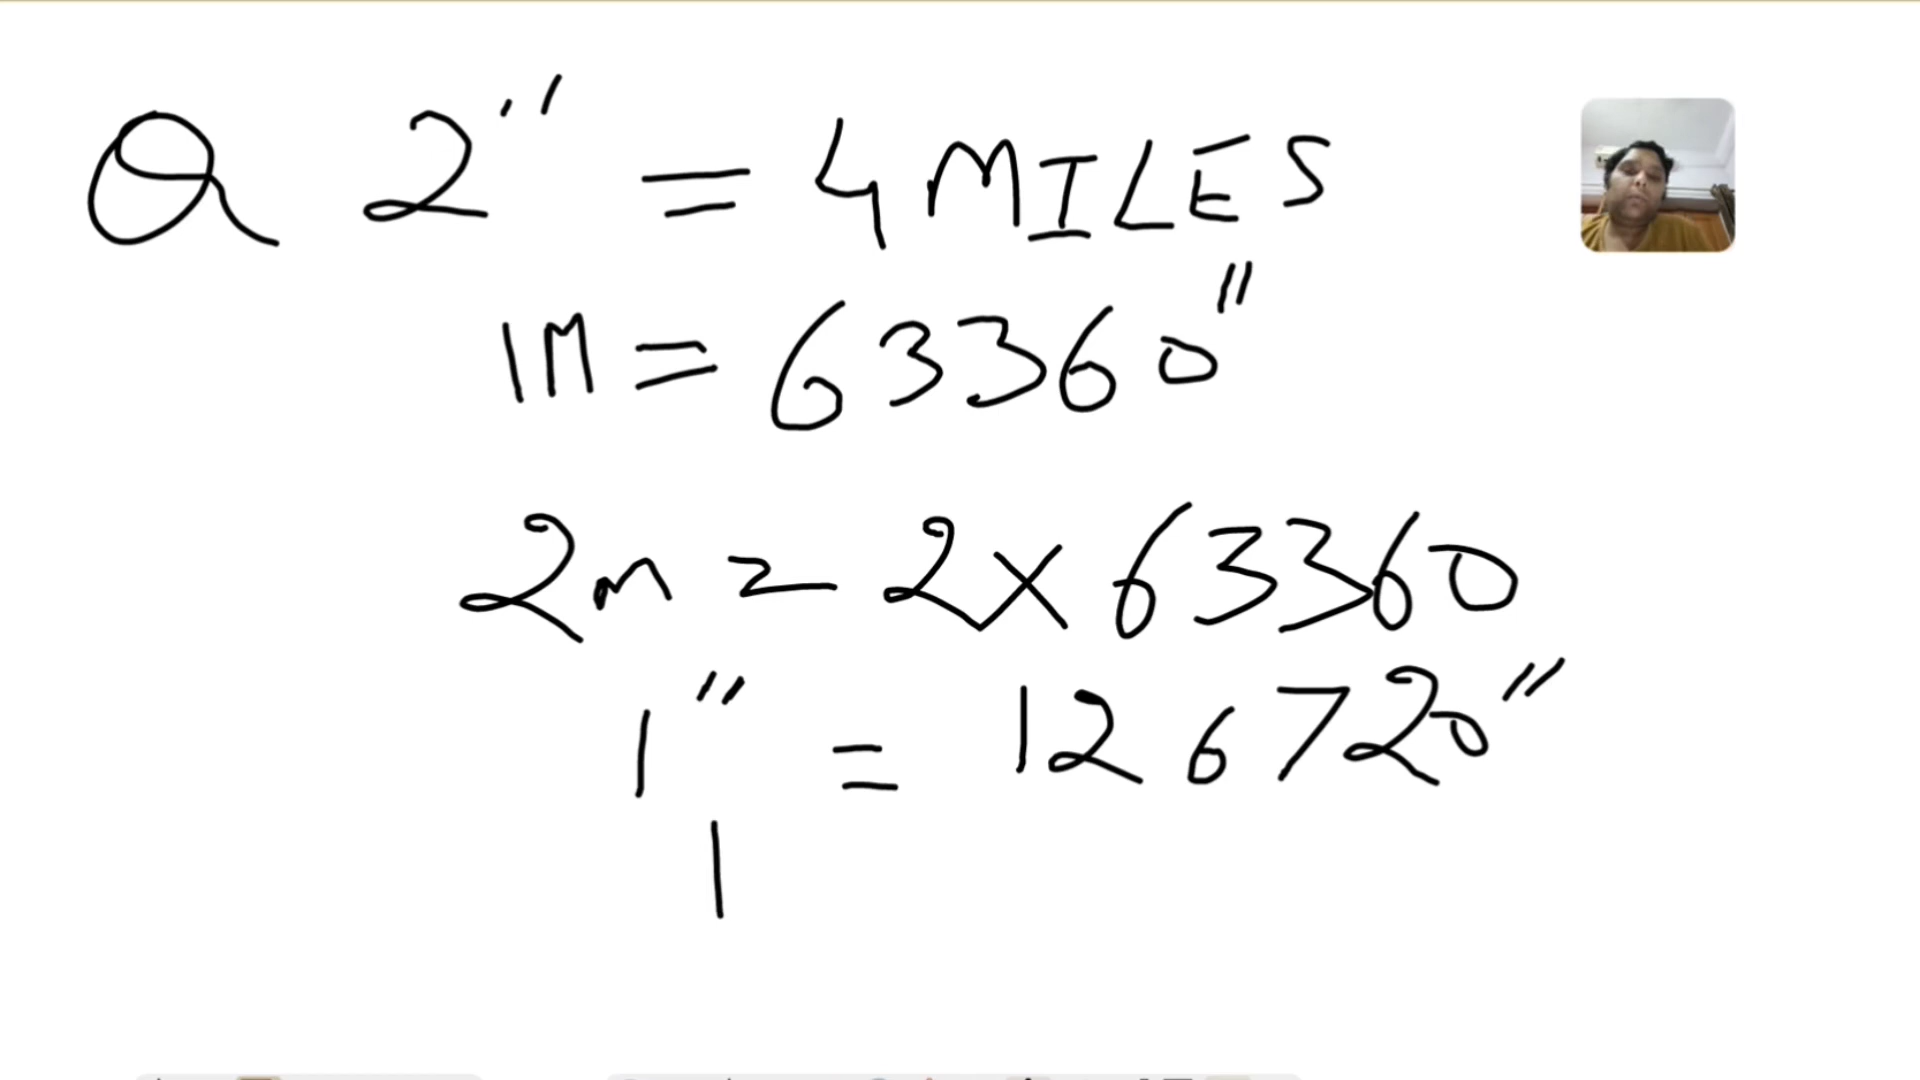 Q 2" = 4 MILES
1M = 63360"
2m = 2 x 63360
1" = 126720"
1